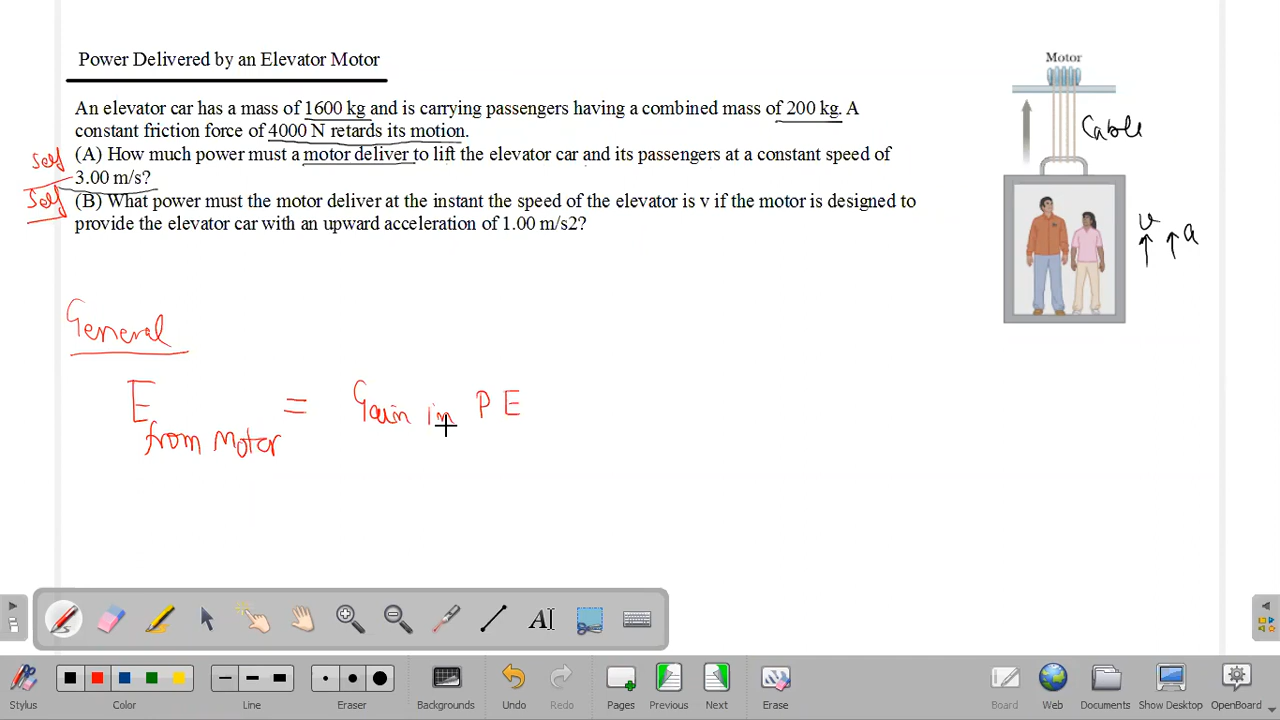 Power Delivered by an Elevator Motor
Motor
An elevator car has a mass of 1600 kg and is carrying passengers having a combined mass of 200 kg. A
constant friction force of 4000 N retards its motion.
Cable
Self (A) How much power must a motor deliver to lift the elevator car and its passengers at a constant speed of
3.00 m/s?
Self (B) What power must the motor deliver at the instant the speed of the elevator is v if the motor is designed to
provide the elevator car with an upward acceleration of 1.00 m/s2?
v a
General
E = Gain in P E
from Motor
A
Stylus Color Line Eraser Backgrounds Undo Redo Pages Previous Next Erase Board Web Documents Show Desktop OpenBoard